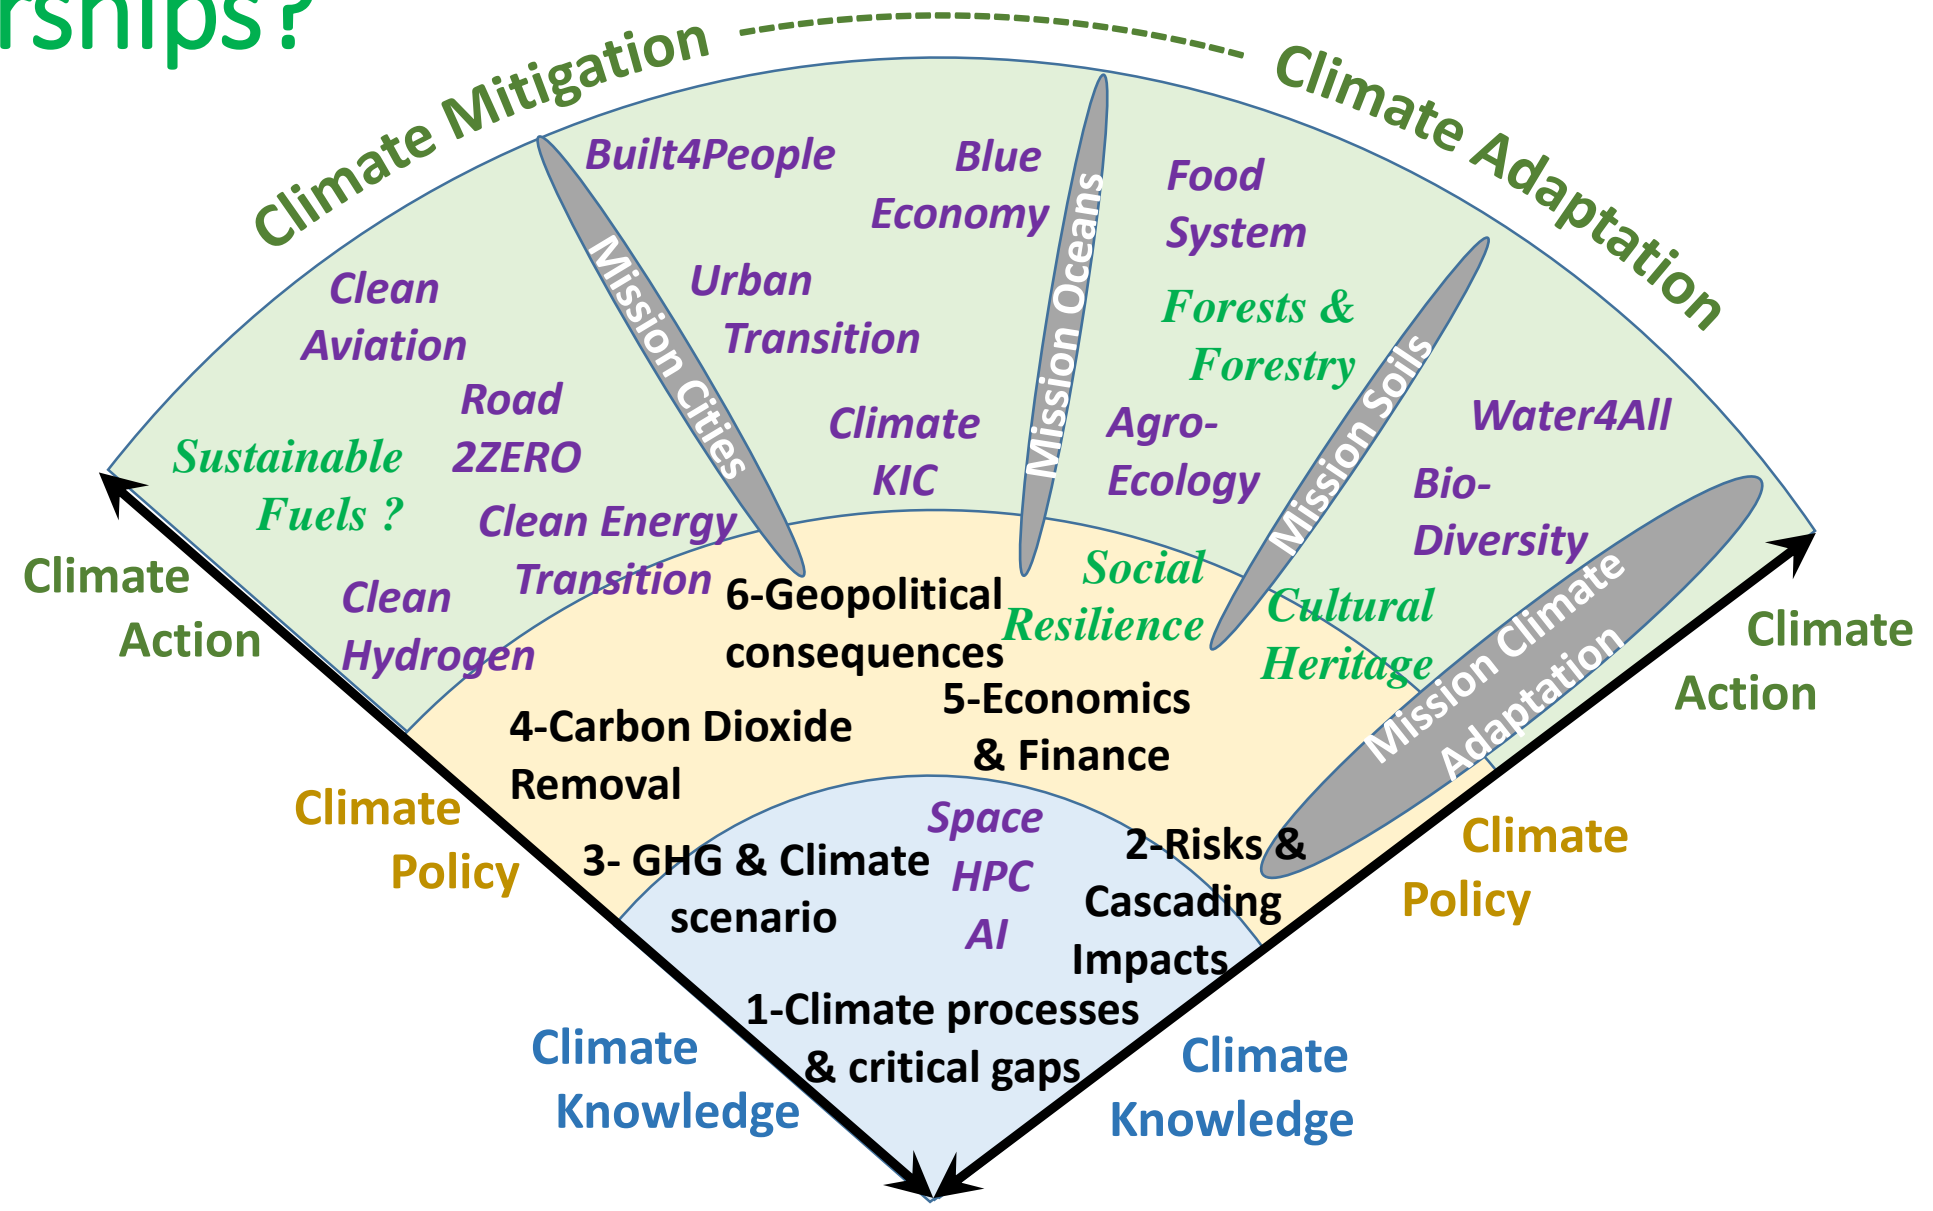 rships?
Climate Mitigation
Climate Adaptation
Built4People
Blue
Economy
Food
System
Clean
Aviation
Mission Cities
Urban
Transition
Mission Oceans
Forests &
Forestry
Road
2ZERO
Sustainable
Fuels ?
Climate
KIC
Agro-
Ecology
Mission Soils
Water4All
Bio-
Diversity
Clean Energy
Transition
Clean
Hydrogen
Climate
Action
6-Geopolitical
consequences
Social
Resilience
Cultural
Heritage
Mission Climate
Adaptation
Climate
Action
4-Carbon Dioxide
Removal
5-Economics
& Finance
Climate
Policy
3- GHG & Climate
scenario
Space
HPC
AI
2-Risks &
Cascading
Impacts
Climate
Policy
1-Climate processes
& critical gaps
Climate
Knowledge
Climate
Knowledge